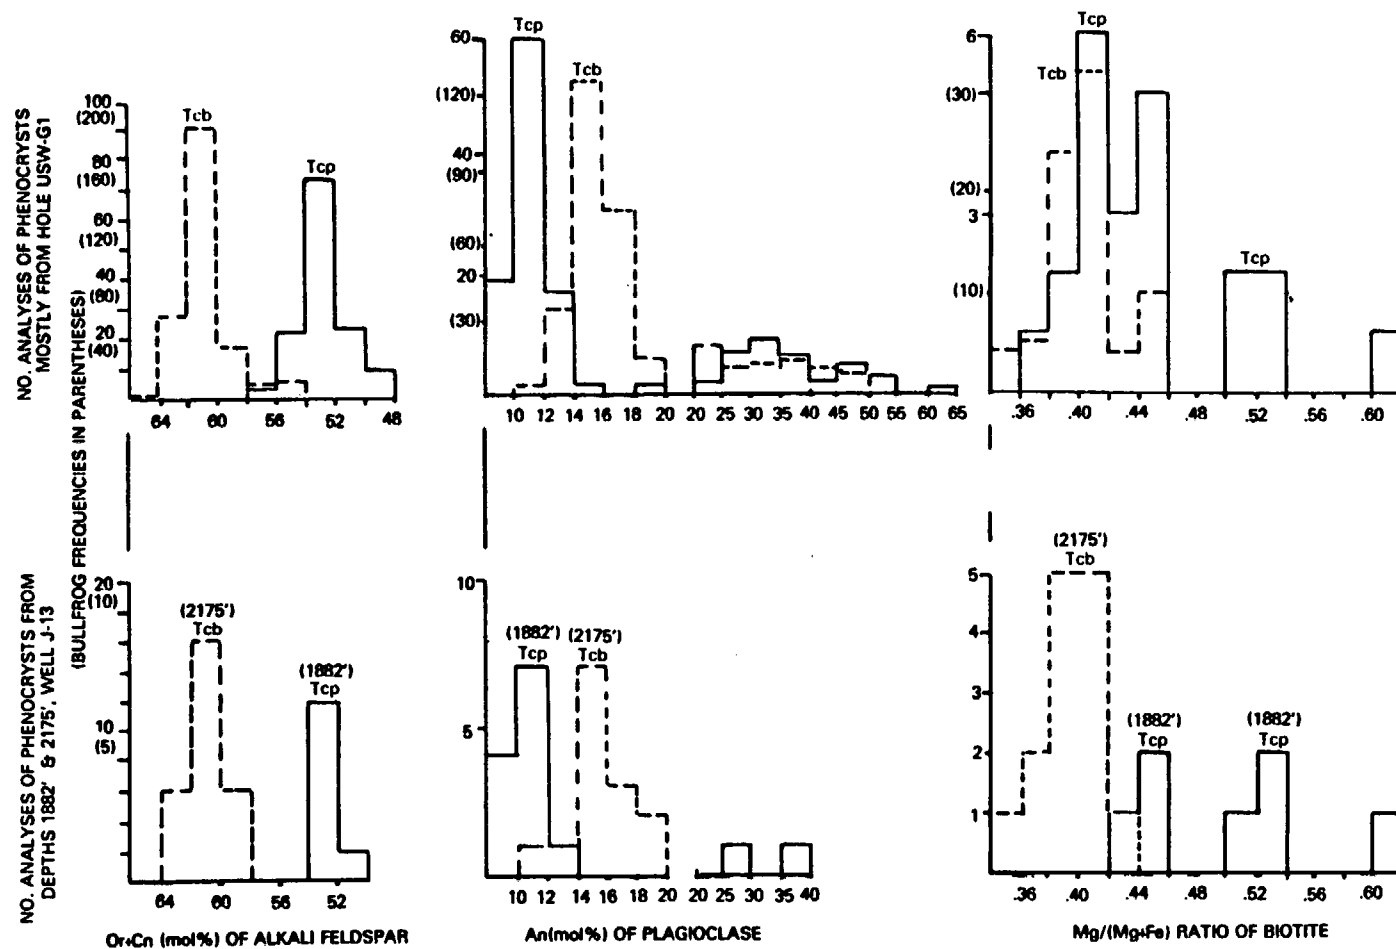 NO. ANALYSES OF PHENOCRYSTS
MOSTLY FROM HOLE USW-G1
(BULLFROG FREQUENCIES IN PARENTHESES)
100
(200)
80
(160)
60
(120)
40
(80)
20
(40)
Tcb
Tcp
64 60 56 52 48
60
(120)
40
(90)
(60)
20
(30)
Tcp
Tcb
10 12 14 16 18 20 20 25 30 35 40 45 50 55 60 65
6
(30)
(20)
3
(10)
Tcp
Tcb
Tcp
.36 .40 .44 .48 .52 .56 .60
NO. ANALYSES OF PHENOCRYSTS FROM
DEPTHS 1882' & 2175', WELL J-13
20
(10)
10
(5)
(2175')
Tcb
(1882')
Tcp
64 60 56 52
Or+Cn (mol%) OF ALKALI FELDSPAR
10
5
(1882')
Tcp
(2175')
Tcb
10 12 14 16 18 20 20 25 30 35 40
An(mol%) OF PLAGIOCLASE
5
4
3
2
1
(2175')
Tcb
(1882')
Tcp
(1882')
Tcp
.36 .40 .44 .48 .52 .56 .60
Mg/(Mg+Fe) RATIO OF BIOTITE